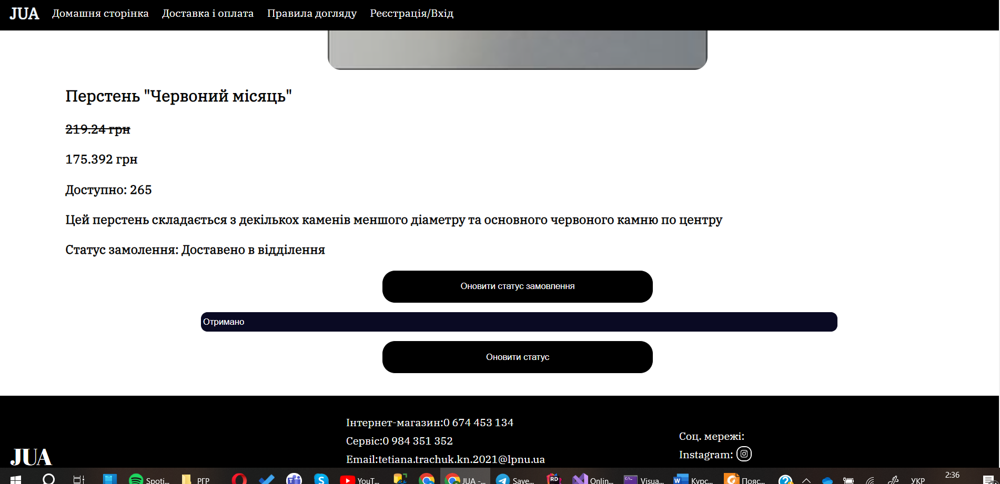 JUA Домашня сторінка Доставка і оплата Правила догляду Реєстрація/Вхід
Перстень "Червоний місяць"
219.24 грн
175.392 грн
Доступно: 265
Цей перстень складається з декількох каменів меншого діаметру та основного червоного камню по центру
Статус замолення: Доставено в відділення
Оновити статус замовлення
Отримано
Оновити статус
Інтернет-магазин:0 674 453 134
Сервіс:0 984 351 352
Email:tetiana.trachuk.kn.2021@lpnu.ua
Соц. мережі:
Instagram:
JUA
Spoti... РГР YouT... JUA -... Save... RD Onlin... Visua... Курс... Пояс... УКР 2:36